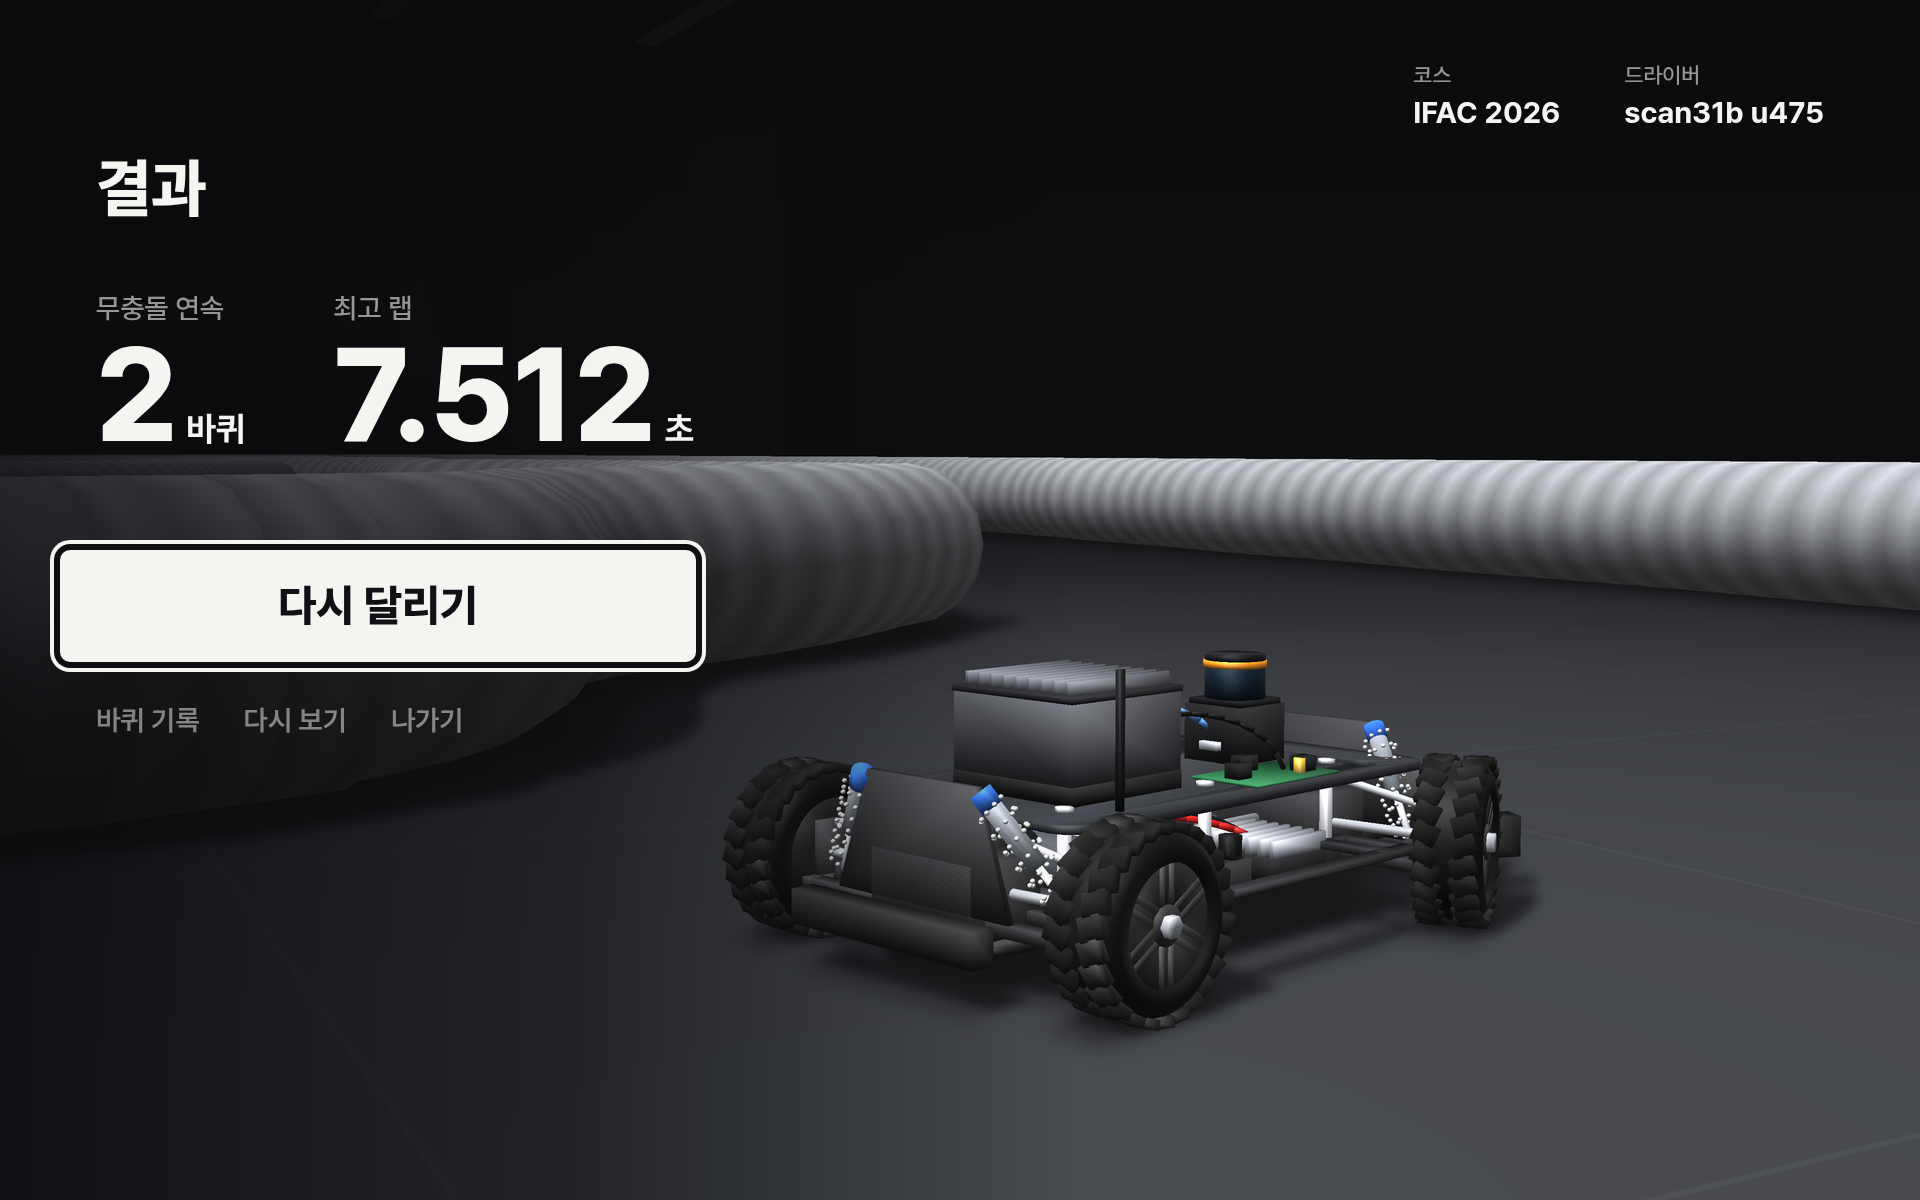 코스
IFAC 2026
드라이버
scan31b u475
결과
무충돌 연속
2 바퀴
최고 랩
7.512 초
다시 달리기
바퀴 기록
다시 보기
나가기